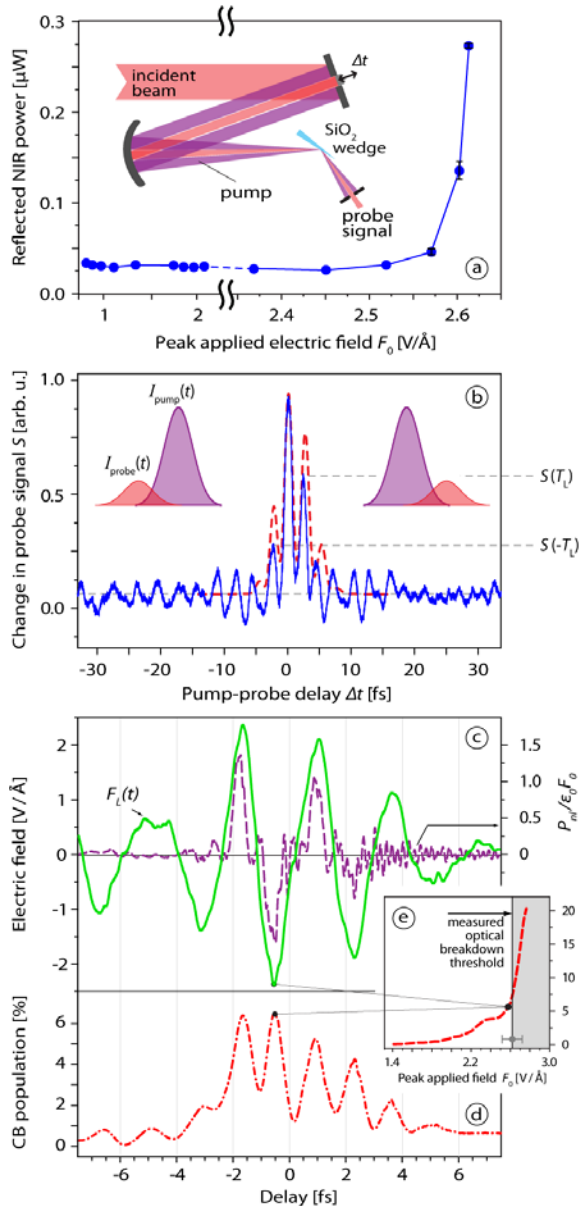 0.3
0.2
0.1
0.0
Reflected NIR power [µW]
incident
beam
Δt
SiO2
wedge
pump
probe
signal
a
1
2
2.4
2.5
2.6
Peak applied electric field F0 [V/Å]
1.0
0.5
0.0
Change in probe signal S [arb. u.]
b
Ipump(t)
Iprobe(t)
S(TL)
S(-TL)
-30
-20
-10
0
10
20
30
Pump-probe delay Δt [fs]
c
2
1
0
-1
-2
Electric field [V / Å]
FL(t)
1.5
1.0
0.5
0
Pnl/ε0F0
e
measured
optical
breakdown
threshold
20
15
10
5
0
1.4
2.2
3.0
Peak applied field F0 [V/Å]
6
4
2
0
CB population [%]
d
-6
-4
-2
0
2
4
6
Delay [fs]